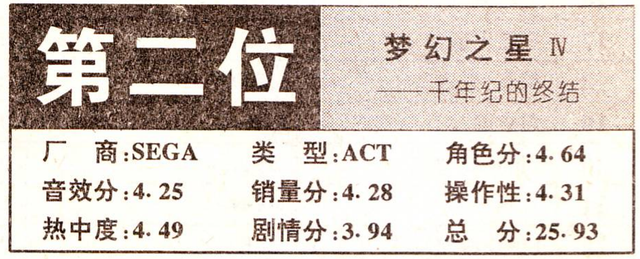 第二位
梦幻之星 Ⅳ
——千年纪的终结
厂 商:SEGA 类 型:ACT 角色分:4.64
音效分:4.25 销量分:4.28 操作性:4.31
热中度:4.49 剧情分:3.94 总 分:25.93